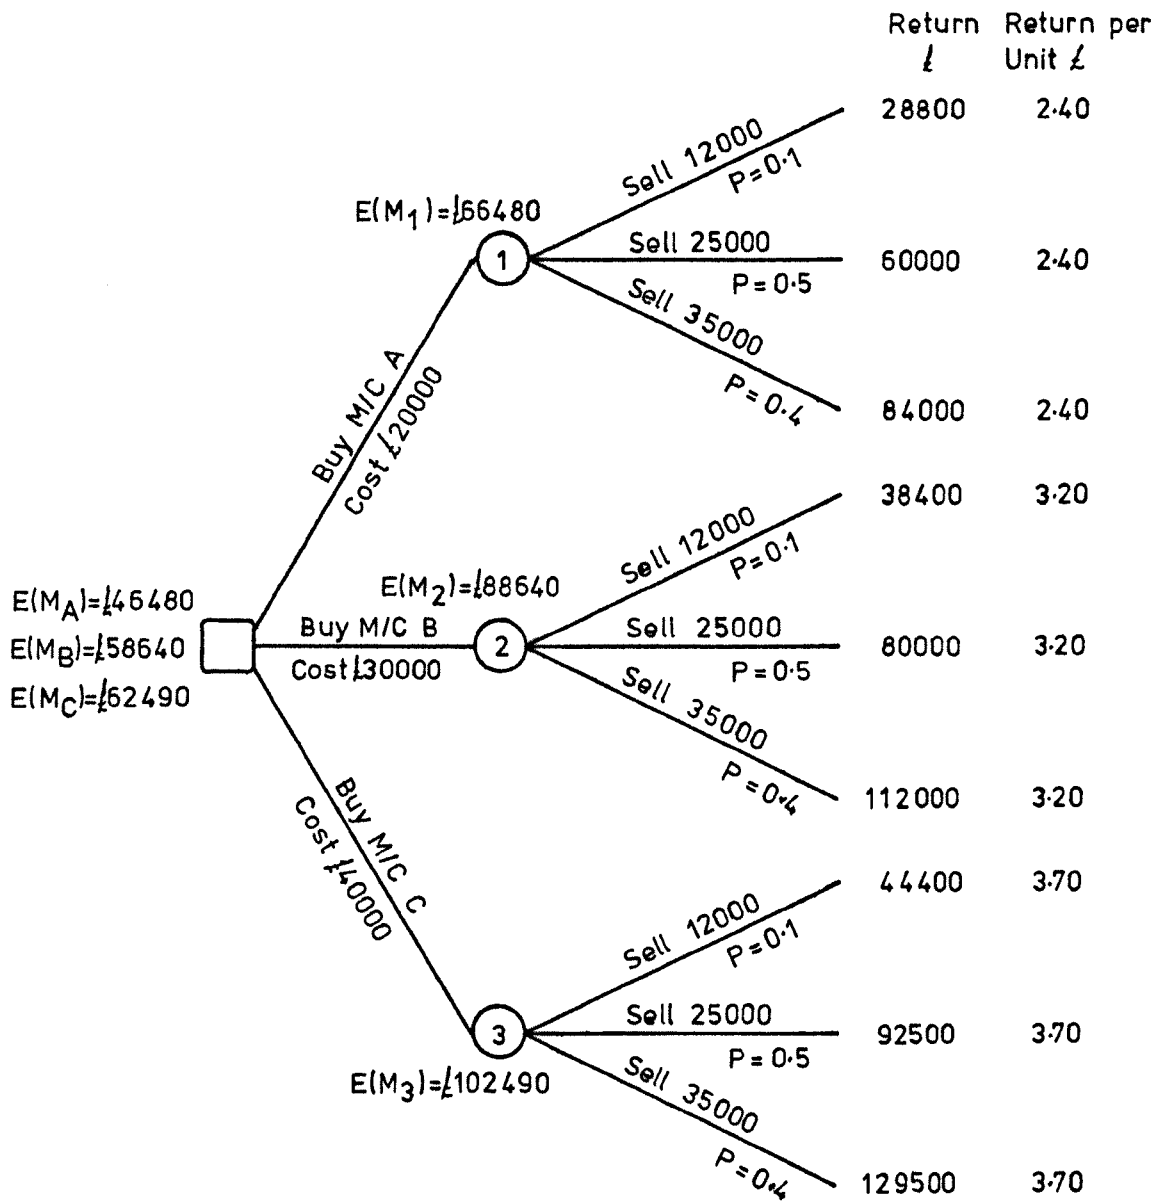 Return Return per
£ Unit £
Sell 12000 28800 2·40
P=0·1
E(M1)=£66480
1 Sell 25000 60000 2·40
P=0·5
Sell 35000
P=0·4 84000 2·40
Buy M/C A
Cost £20000
Sell 12000 38400 3·20
P=0·1
E(M2)=£88640
E(MA)=£46480
E(MB)=£58640
E(MC)=£62490
Buy M/C B
Cost £30000
2 Sell 25000 80000 3·20
P=0·5
Sell 35000
P=0·4 112000 3·20
Buy M/C C
Cost £40000
Sell 12000 44400 3·70
P=0·1
3 Sell 25000 92500 3·70
P=0·5
E(M3)=£102490
Sell 35000
P=0·4 129500 3·70